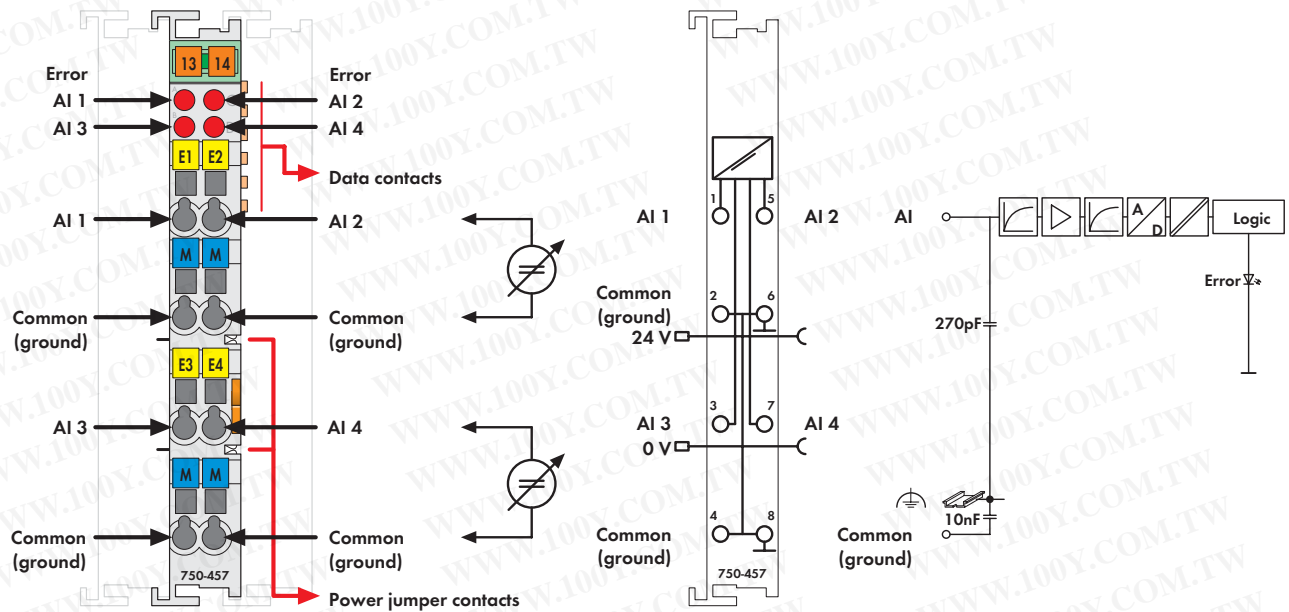 13 14
Error
Error
AI 1
AI 2
AI 3
AI 4
E1 E2
Data contacts
AI 1
AI 2
M M
Common
(ground)
Common
(ground)
E3 E4
AI 3
AI 4
M M
Common
(ground)
Common
(ground)
750-457
Power jumper contacts
1 5
AI 1
AI 2
2 6
Common
(ground)
24 V
3 7
AI 3
AI 4
0 V
4 8
Common
(ground)
750-457
AI
A
D
Logic
Error
270pF
10nF
Common
(ground)
WWW.100Y.COM.TW